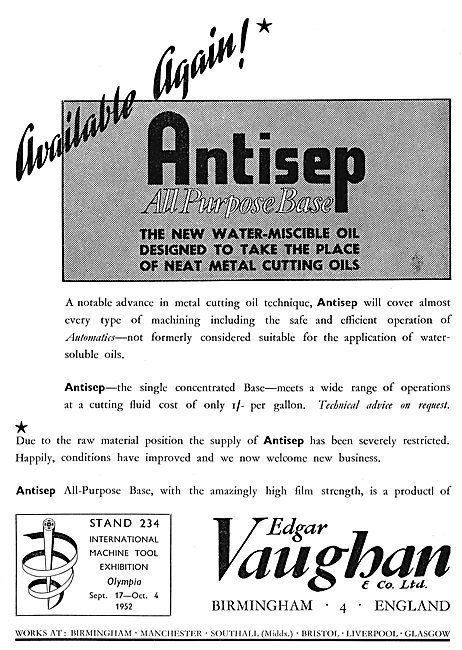 Available Again! ★
Antisep
All Purpose Base
THE NEW WATER-MISCIBLE OIL
DESIGNED TO TAKE THE PLACE
OF NEAT METAL CUTTING OILS
A notable advance in metal cutting oil technique, Antisep will cover almost
every type of machining including the safe and efficient operation of
Automatics—not formerly considered suitable for the application of water-
soluble oils.
Antisep—the single concentrated Base—meets a wide range of operations
at a cutting fluid cost of only 1/- per gallon. Technical advice on request.
★
Due to the raw material position the supply of Antisep has been severely restricted.
Happily, conditions have improved and we now welcome new business.
Antisep All-Purpose Base, with the amazingly high film strength, is a productl of
STAND 234
INTERNATIONAL
MACHINE TOOL
EXHIBITION
Olympia
Sept. 17—Oct. 4
1952
Edgar
Vaughan
& Co. Ltd.
BIRMINGHAM · 4 · ENGLAND
WORKS AT: BIRMINGHAM · MANCHESTER · SOUTHALL (Middx.) · BRISTOL · LIVERPOOL · GLASGOW